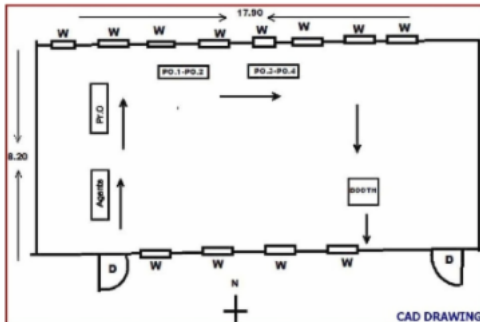 17.90
W W W W W W W W
PO.1-PO.2 PO.3-PO.4
Pr.O
8.20
Agents
BOOTH
D W W W W D
N
CAD DRAWING